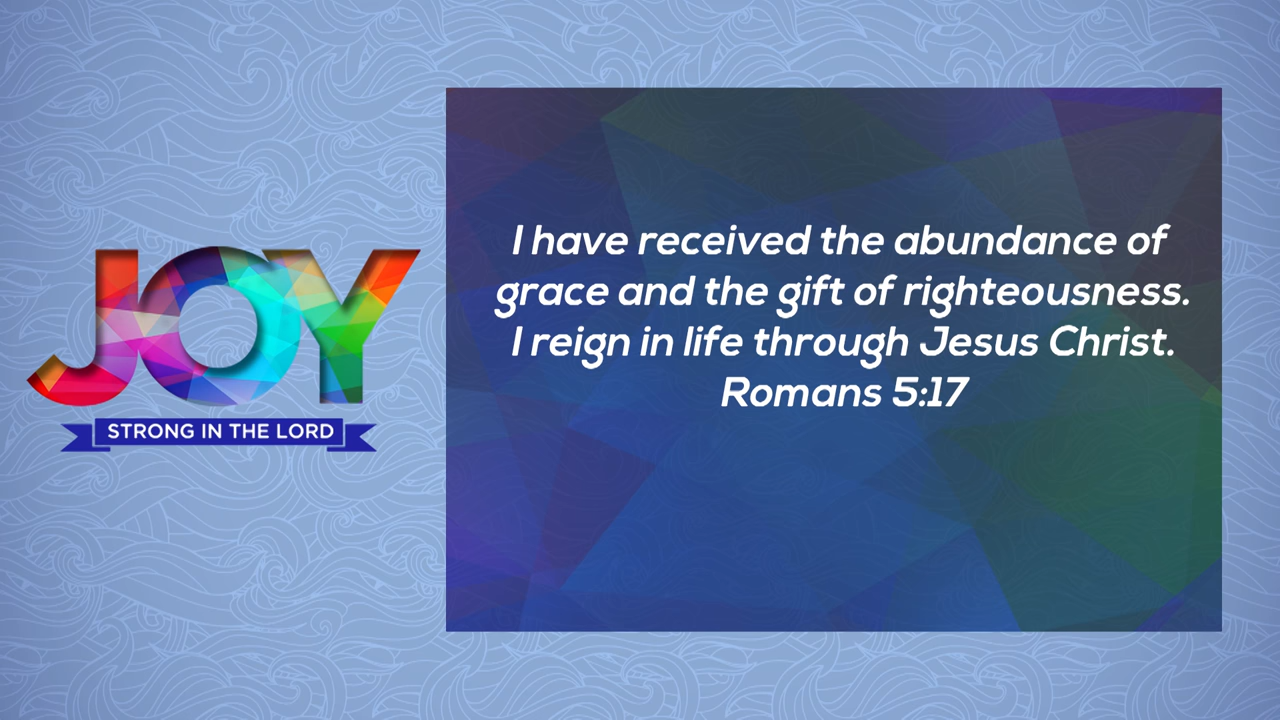 JOY
STRONG IN THE LORD
I have received the abundance of
grace and the gift of righteousness.
I reign in life through Jesus Christ.
Romans 5:17